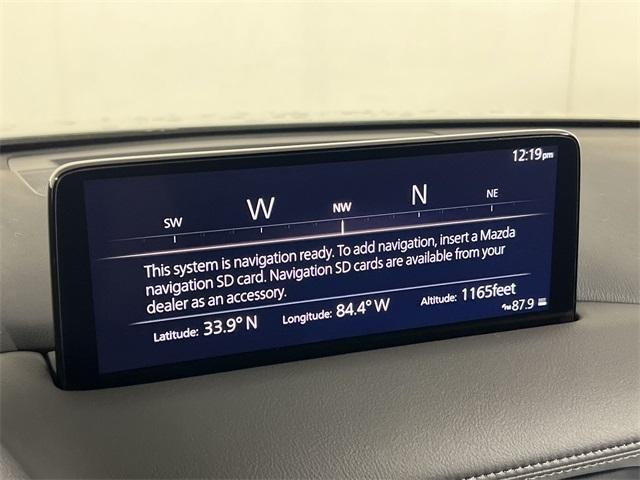 12:19pm
SW W NW N NE
This system is navigation ready. To add navigation, insert a Mazda
navigation SD card. Navigation SD cards are available from your
dealer as an accessory.
Latitude: 33.9° N Longitude: 84.4° W Altitude: 1165feet
87.9